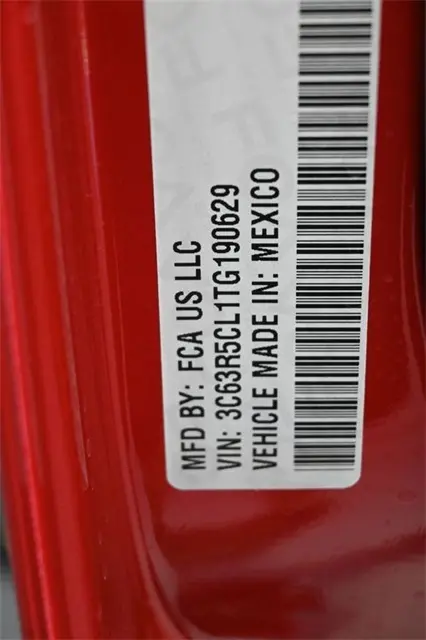 MFD BY: FCA US LLC
VIN: 3C63R5CL1TG190629
VEHICLE MADE IN: MEXICO